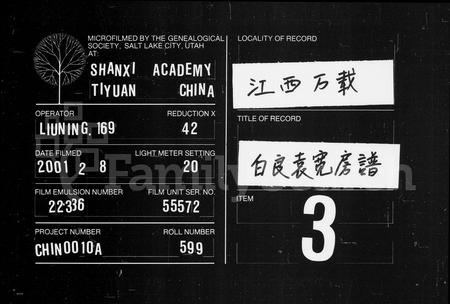 MICROFILMED BY THE GENEALOGICAL
SOCIETY, SALT LAKE CITY, UTAH
AT:
SHANXI ACADEMY
TIYUAN CHINA
OPERATOR REDUCTION X
LIUNING, 169 42
DATE FILMED LIGHT METER SETTING
2001 2 8 20
FILM EMULSION NUMBER FILM UNIT SER. NO.
22336 55572
PROJECT NUMBER ROLL NUMBER
CHIN0010A 599
LOCALITY OF RECORD
江西万载
TITLE OF RECORD
白良袁宽房譜
ITEM
3
FamilySearch